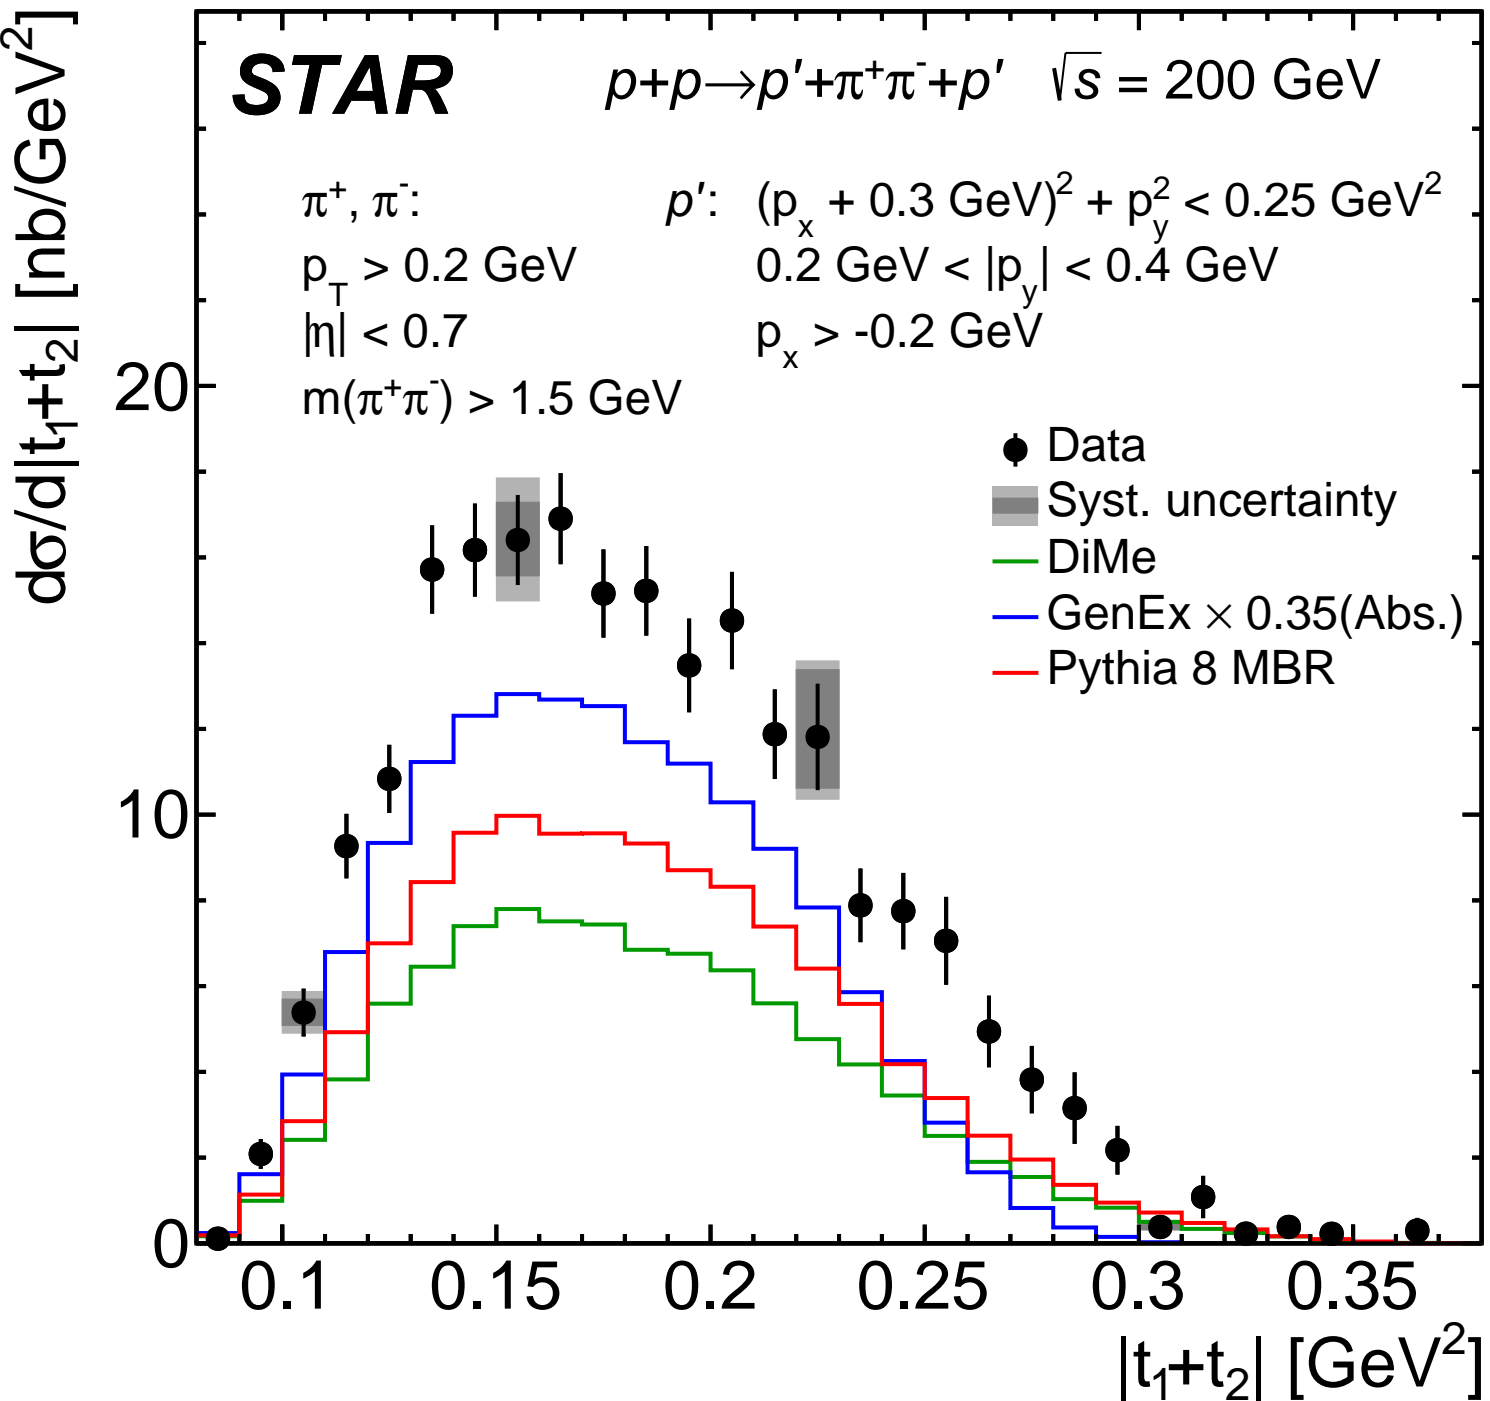 STAR p+p→p′+π⁺π⁻+p′ √s = 200 GeV
π⁺, π⁻: p′: (pₓ + 0.3 GeV)² + p_y² < 0.25 GeV²
p_T > 0.2 GeV 0.2 GeV < |p_y| < 0.4 GeV
|η| < 0.7 pₓ > -0.2 GeV
m(π⁺π⁻) > 1.5 GeV
Data
Syst. uncertainty
DiMe
GenEx × 0.35(Abs.)
Pythia 8 MBR
dσ/d|t₁+t₂| [nb/GeV²]
20
10
0
0.1 0.15 0.2 0.25 0.3 0.35
|t₁+t₂| [GeV²]